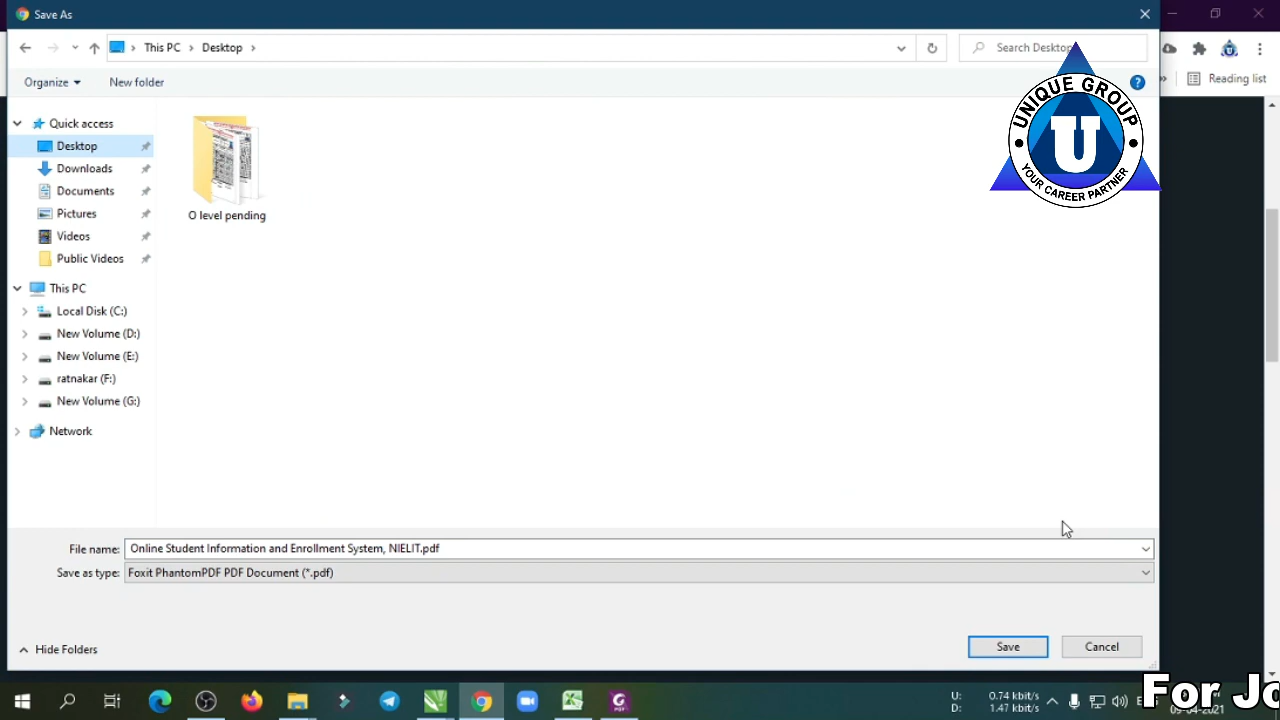 Save As
This PC
Desktop
Search Desktop
Organize
New folder
Reading list
UNIQUE GROUP
U
YOUR CAREER PARTNER
Quick access
Desktop
Downloads
Documents
Pictures
Videos
Public Videos
This PC
Local Disk (C:)
New Volume (D:)
New Volume (E:)
ratnakar (F:)
New Volume (G:)
Network
O level pending
File name: Online Student Information and Enrollment System, NIELIT.pdf
Save as type: Foxit PhantomPDF PDF Document (*.pdf)
Hide Folders
Save
Cancel
U: 0.74 kbit/s
D: 1.47 kbit/s
For Jo
09-04-2021